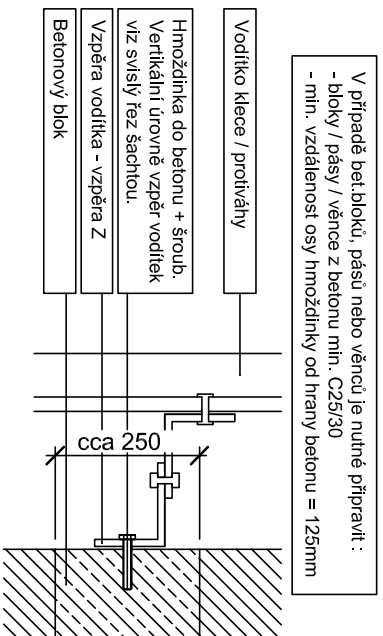 V případě bet.bloků, pásů nebo věnců je nutné připravit :
- bloky / pásy / věnce z betonu min. C25/30
- min. vzdálenost osy hmoždinky od hrany betonu = 125mm
Vodítko klece / protiváhy
Hmoždinka do betonu + šroub.
Vertikální úrovně vzpěr vodítek
viz svislý řez šachtou.
Vzpěra vodítka - vzpěra Z
Betonový blok
cca 250